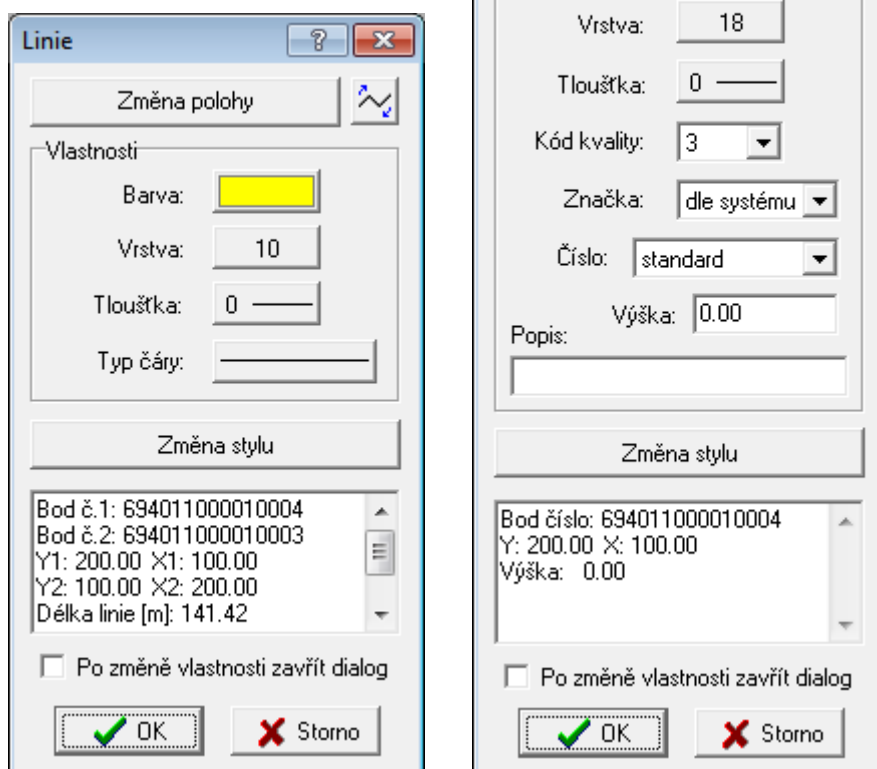 Linie
Změna polohy
Vlastnosti
Barva:
Vrstva: 10
Tloušťka: 0
Typ čáry:
Změna stylu
Bod č.1: 694011000010004
Bod č.2: 694011000010003
Y1: 200.00 X1: 100.00
Y2: 100.00 X2: 200.00
Délka linie [m]: 141.42
Po změně vlastnosti zavřít dialog
OK Storno
Vrstva: 18
Tloušťka: 0
Kód kvality: 3
Značka: dle systému
Číslo: standard
Výška: 0.00
Popis:
Změna stylu
Bod číslo: 694011000010004
Y: 200.00 X: 100.00
Výška: 0.00
Po změně vlastnosti zavřít dialog
OK Storno